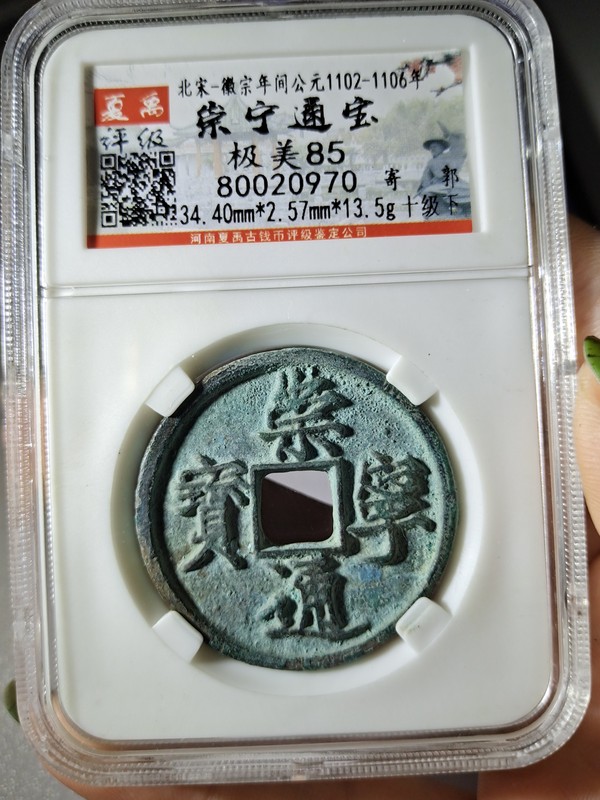 北宋-徽宗年间公元1102-1106年
夏禹
评级
崇宁通宝
极美85
80020970
寄 郭
34.40mm*2.57mm*13.5g 十级 下
河南夏禹古钱币评级鉴定公司
崇
寧
通
寳